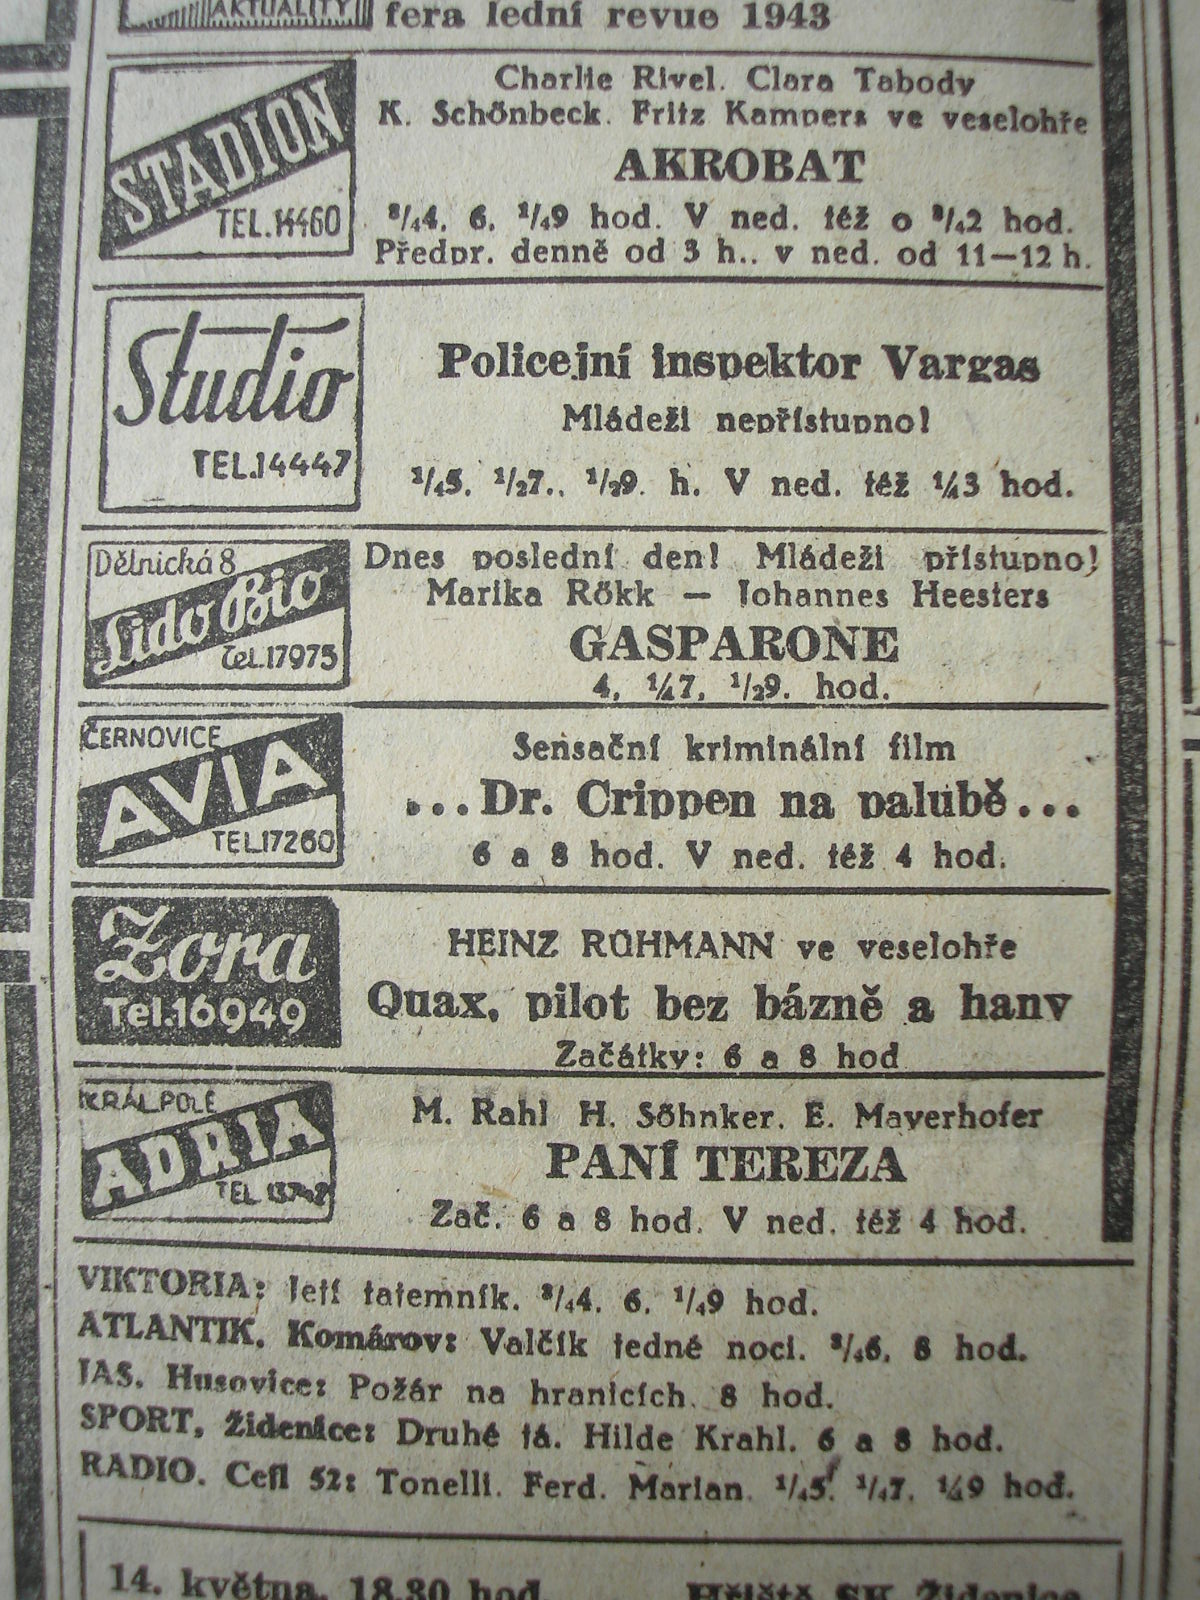 AKTUALITY
fera lední revue 1943
STADION
TEL.14460
Charlie Rivel. Clara Tabody
K. Schönbeck. Fritz Kampers ve veselohře
AKROBAT
¾4, 6, ¼9 hod. V ned. též o ¾2 hod.
Předpr. denně od 3 h., v ned. od 11—12 h.
Studio
TEL.14447
Policejní inspektor Vargas
Mládeži nepřístupno!
¼5, ½7., ½9. h. V ned. též ¼3 hod.
Dělnická 8
Lido Bio
Tel.17975
Dnes poslední den! Mládeži přístupno!
Marika Rökk — Johannes Heesters
GASPARONE
4, ¼7, ½9. hod.
ČERNOVICE
AVIA
TEL.17260
Sensační kriminální film
...Dr. Crippen na palubě...
6 a 8 hod. V ned. též 4 hod.
Zora
Tel.16949
HEINZ RÜHMANN ve veselohře
Quax, pilot bez bázně a hany
Začátky: 6 a 8 hod
KRÁL.POLE
ADRIA
TEL 13742
M. Rahl H. Söhnker. E. Mayerhofer
PANÍ TEREZA
Zač. 6 a 8 hod. V ned. též 4 hod.
VIKTORIA: Její tajemník. ¾4, 6, ¼9 hod.
ATLANTIK, Komárov: Valčík jedné noci. ¾6, 8 hod.
JAS, Husovice: Požár na hranicích. 8 hod.
SPORT, Židenice: Druhé já. Hilde Krahl. 6 a 8 hod.
RADIO. Cejl 52: Tonelli. Ferd. Marian. ¼5, ¼7, ¼9 hod.
14. května, 18.30 hod. Hřiště SK Židenice